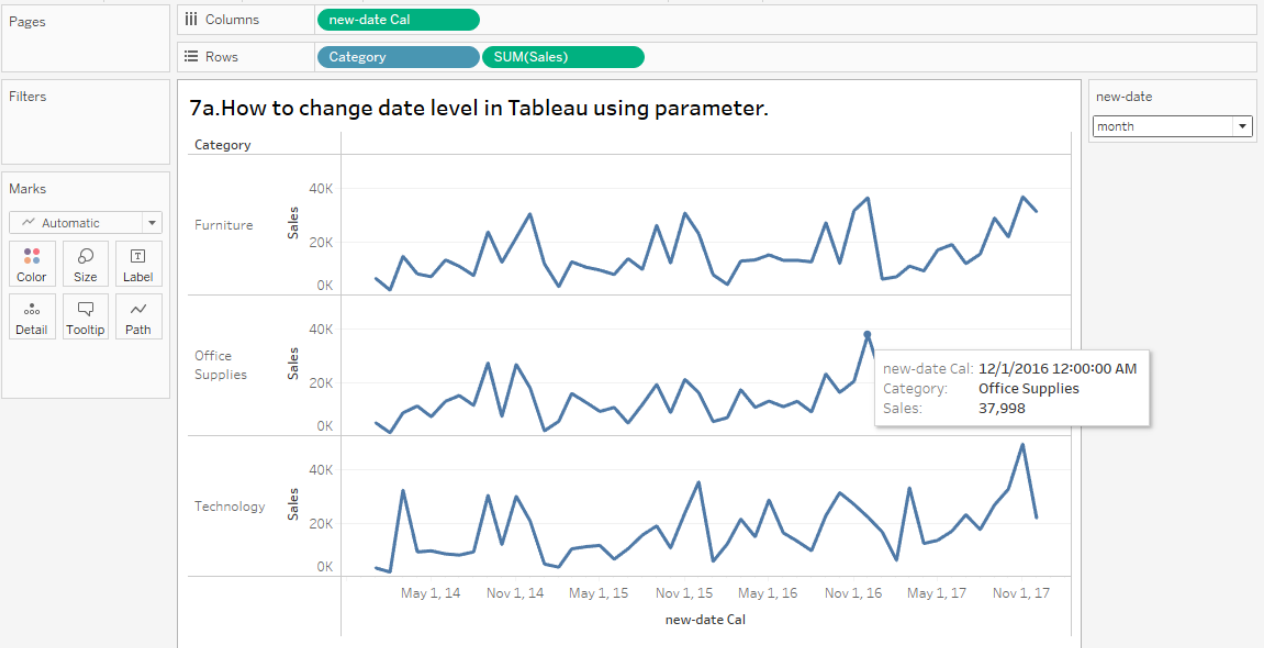 Pages
Columns
new-date Cal
Rows
Category
SUM(Sales)
Filters
Marks
Automatic
Color
Size
Label
Detail
Tooltip
Path
7a.How to change date level in Tableau using parameter.
new-date
month
Category
Furniture
Sales
40K
20K
0K
Office
Supplies
Sales
40K
20K
0K
new-date Cal: 12/1/2016 12:00:00 AM
Category: Office Supplies
Sales: 37,998
Technology
Sales
40K
20K
0K
May 1, 14 Nov 1, 14 May 1, 15 Nov 1, 15 May 1, 16 Nov 1, 16 May 1, 17 Nov 1, 17
new-date Cal